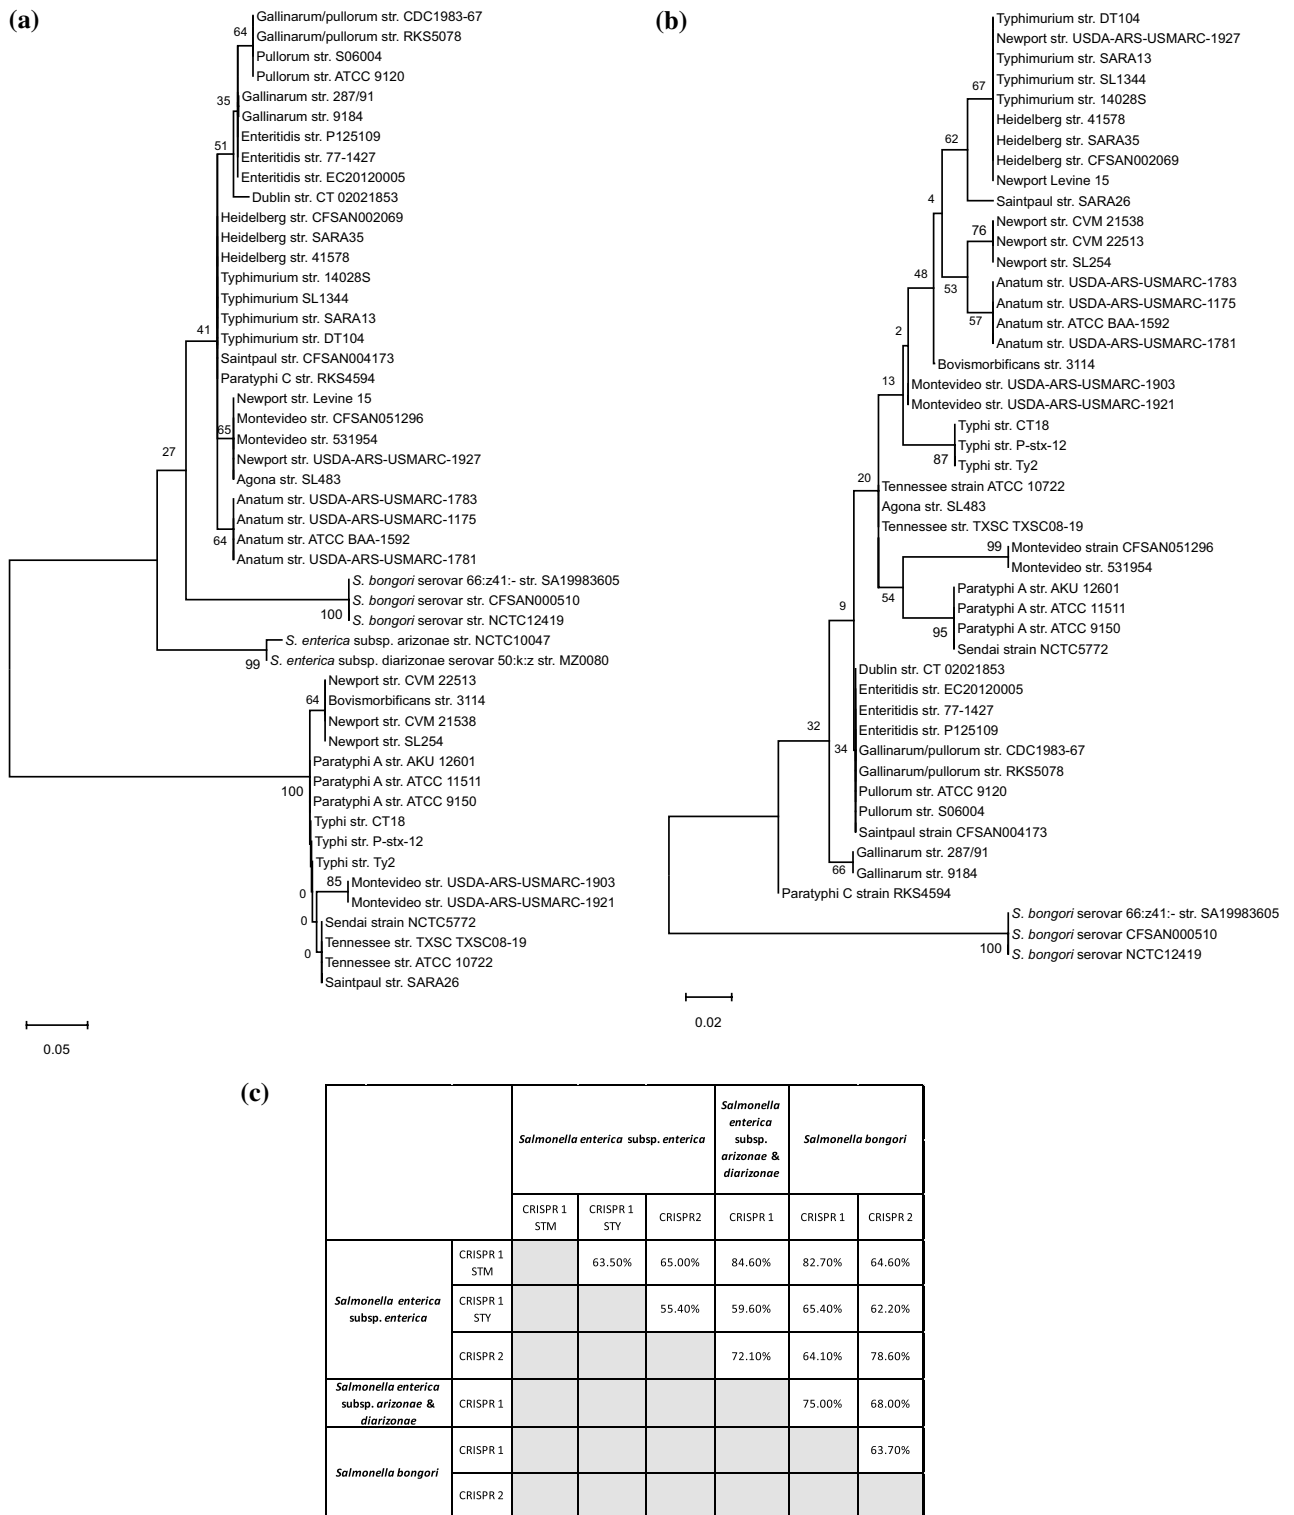 (a)
Gallinarum/pullorum str. CDC1983-67
64
Gallinarum/pullorum str. RKS5078
Pullorum str. S06004
Pullorum str. ATCC 9120
35
Gallinarum str. 287/91
Gallinarum str. 9184
Enteritidis str. P125109
51
Enteritidis str. 77-1427
Enteritidis str. EC20120005
Dublin str. CT 02021853
Heidelberg str. CFSAN002069
Heidelberg str. SARA35
Heidelberg str. 41578
Typhimurium str. 14028S
Typhimurium SL1344
Typhimurium str. SARA13
41
Typhimurium str. DT104
Saintpaul str. CFSAN004173
Paratyphi C str. RKS4594
Newport str. Levine 15
Montevideo str. CFSAN051296
65
Montevideo str. 531954
27
Newport str. USDA-ARS-USMARC-1927
Agona str. SL483
Anatum str. USDA-ARS-USMARC-1783
Anatum str. USDA-ARS-USMARC-1175
64
Anatum str. ATCC BAA-1592
Anatum str. USDA-ARS-USMARC-1781
S. bongori serovar 66:z41:- str. SA19983605
S. bongori serovar str. CFSAN000510
100
S. bongori serovar str. NCTC12419
S. enterica subsp. arizonae str. NCTC10047
99
S. enterica subsp. diarizonae serovar 50:k:z str. MZ0080
Newport str. CVM 22513
64
Bovismorbificans str. 3114
Newport str. CVM 21538
Newport str. SL254
Paratyphi A str. AKU 12601
Paratyphi A str. ATCC 11511
100
Paratyphi A str. ATCC 9150
Typhi str. CT18
Typhi str. P-stx-12
Typhi str. Ty2
85
Montevideo str. USDA-ARS-USMARC-1903
0
Montevideo str. USDA-ARS-USMARC-1921
0
Sendai strain NCTC5772
Tennessee str. TXSC TXSC08-19
0
Tennessee str. ATCC 10722
Saintpaul str. SARA26
0.05
(b)
Typhimurium str. DT104
Newport str. USDA-ARS-USMARC-1927
Typhimurium str. SARA13
Typhimurium str. SL1344
67
Typhimurium str. 14028S
Heidelberg str. 41578
62
Heidelberg str. SARA35
Heidelberg str. CFSAN002069
Newport Levine 15
4
Saintpaul str. SARA26
Newport str. CVM 21538
76
Newport str. CVM 22513
Newport str. SL254
48
53
Anatum str. USDA-ARS-USMARC-1783
Anatum str. USDA-ARS-USMARC-1175
57
Anatum str. ATCC BAA-1592
2
Anatum str. USDA-ARS-USMARC-1781
Bovismorbificans str. 3114
13
Montevideo str. USDA-ARS-USMARC-1903
Montevideo str. USDA-ARS-USMARC-1921
Typhi str. CT18
Typhi str. P-stx-12
87
Typhi str. Ty2
20
Tennessee strain ATCC 10722
Agona str. SL483
Tennessee str. TXSC TXSC08-19
99
Montevideo strain CFSAN051296
Montevideo str. 531954
54
Paratyphi A str. AKU 12601
9
Paratyphi A str. ATCC 11511
95
Paratyphi A str. ATCC 9150
Sendai strain NCTC5772
Dublin str. CT 02021853
Enteritidis str. EC20120005
Enteritidis str. 77-1427
32
Enteritidis str. P125109
34
Gallinarum/pullorum str. CDC1983-67
Gallinarum/pullorum str. RKS5078
Pullorum str. ATCC 9120
Pullorum str. S06004
Saintpaul strain CFSAN004173
Gallinarum str. 287/91
66
Gallinarum str. 9184
Paratyphi C strain RKS4594
S. bongori serovar 66:z41:- str. SA19983605
S. bongori serovar CFSAN000510
100
S. bongori serovar NCTC12419
0.02
(c)
Salmonella enterica subsp. enterica
Salmonella
enterica
subsp.
arizonae &
diarizonae
Salmonella bongori
CRISPR 1
STM
CRISPR 1
STY
CRISPR2
CRISPR 1
CRISPR 1
CRISPR 2
Salmonella enterica
subsp. enterica
CRISPR 1
STM
63.50% 65.00% 84.60% 82.70% 64.60%
CRISPR 1
STY
55.40% 59.60% 65.40% 62.20%
CRISPR 2
72.10% 64.10% 78.60%
Salmonella enterica
subsp. arizonae &
diarizonae
CRISPR 1
75.00% 68.00%
Salmonella bongori
CRISPR 1
63.70%
CRISPR 2